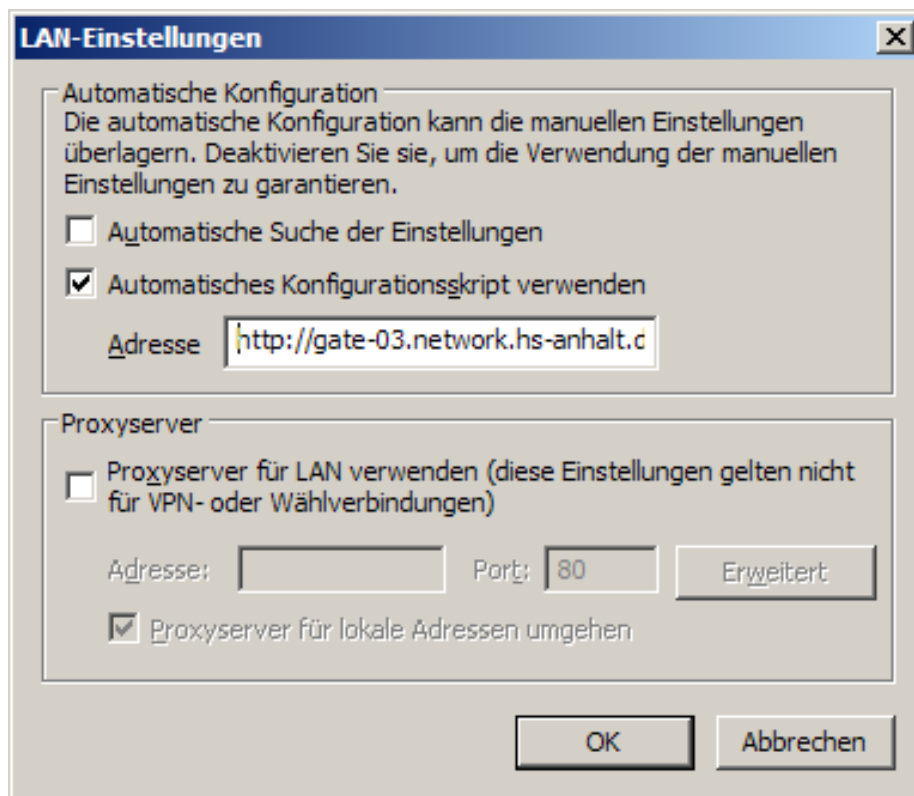 LAN-Einstellungen
Automatische Konfiguration
Die automatische Konfiguration kann die manuellen Einstellungen
überlagern. Deaktivieren Sie sie, um die Verwendung der manuellen
Einstellungen zu garantieren.
Automatische Suche der Einstellungen
Automatisches Konfigurationsskript verwenden
Adresse http://gate-03.network.hs-anhalt.d
Proxyserver
Proxyserver für LAN verwenden (diese Einstellungen gelten nicht
für VPN- oder Wählverbindungen)
Adresse: Port: 80 Erweitert
Proxyserver für lokale Adressen umgehen
OK Abbrechen